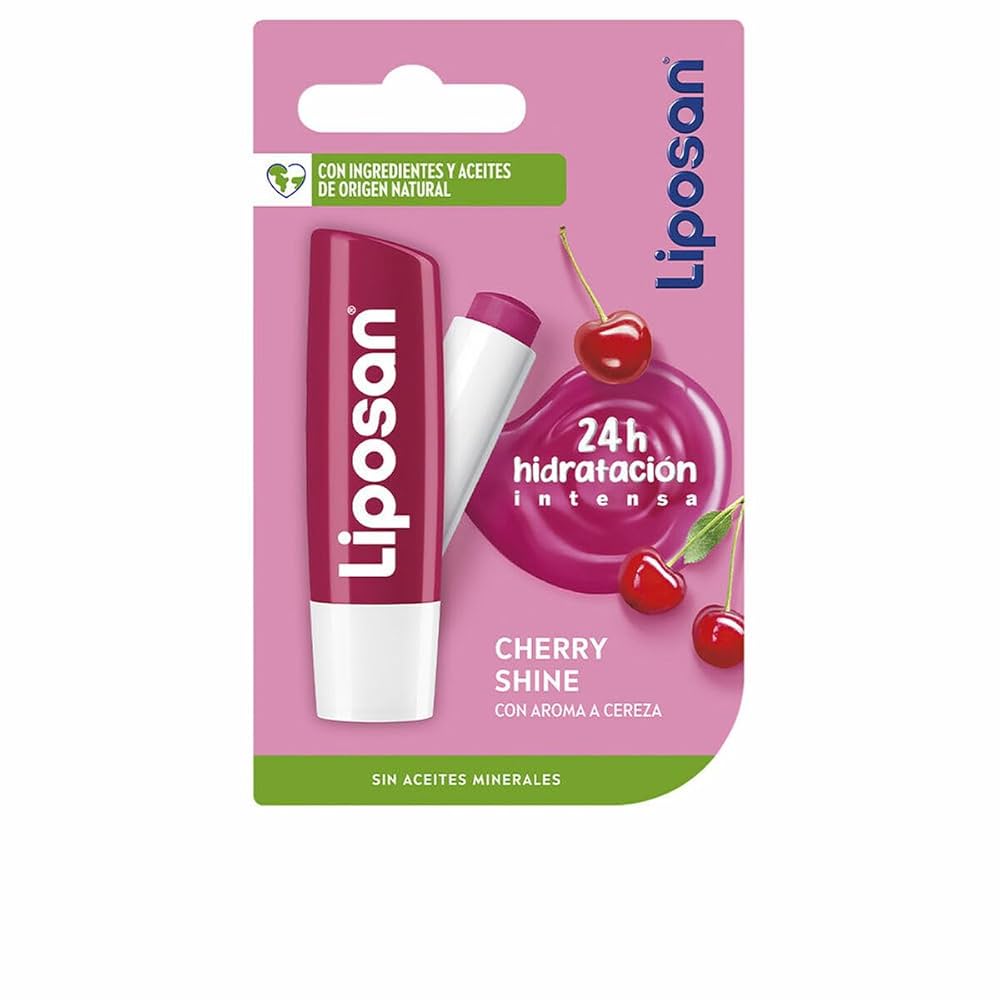 CON INGREDIENTES Y ACEITES
DE ORIGEN NATURAL
Liposan
Liposan®
24h
hidratación
intensa
CHERRY
SHINE
CON AROMA A CEREZA
SIN ACEITES MINERALES